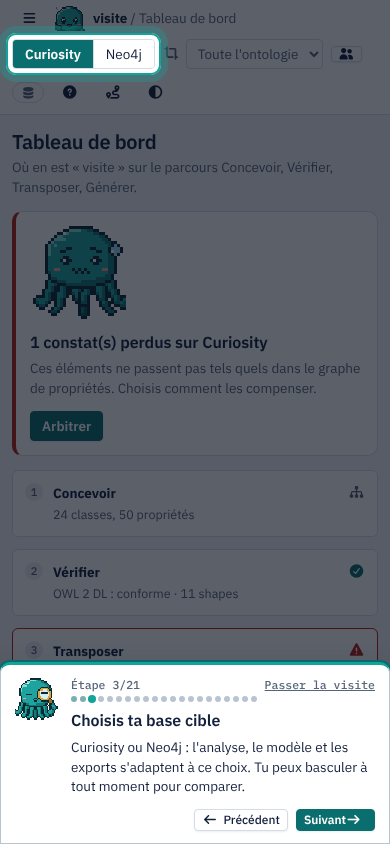 visite / Tableau de bord
Curiosity Neo4j Toute l'ontologie
Tableau de bord
Où en est « visite » sur le parcours Concevoir, Vérifier,
Transposer, Générer.
1 constat(s) perdus sur Curiosity
Ces éléments ne passent pas tels quels dans le graphe
de propriétés. Choisis comment les compenser.
Arbitrer
1 Concevoir
24 classes, 50 propriétés
2 Vérifier
OWL 2 DL : conforme · 11 shapes
3 Transposer
Étape 3/21 Passer la visite
Choisis ta base cible
Curiosity ou Neo4j : l'analyse, le modèle et les
exports s'adaptent à ce choix. Tu peux basculer à
tout moment pour comparer.
← Précédent Suivant→